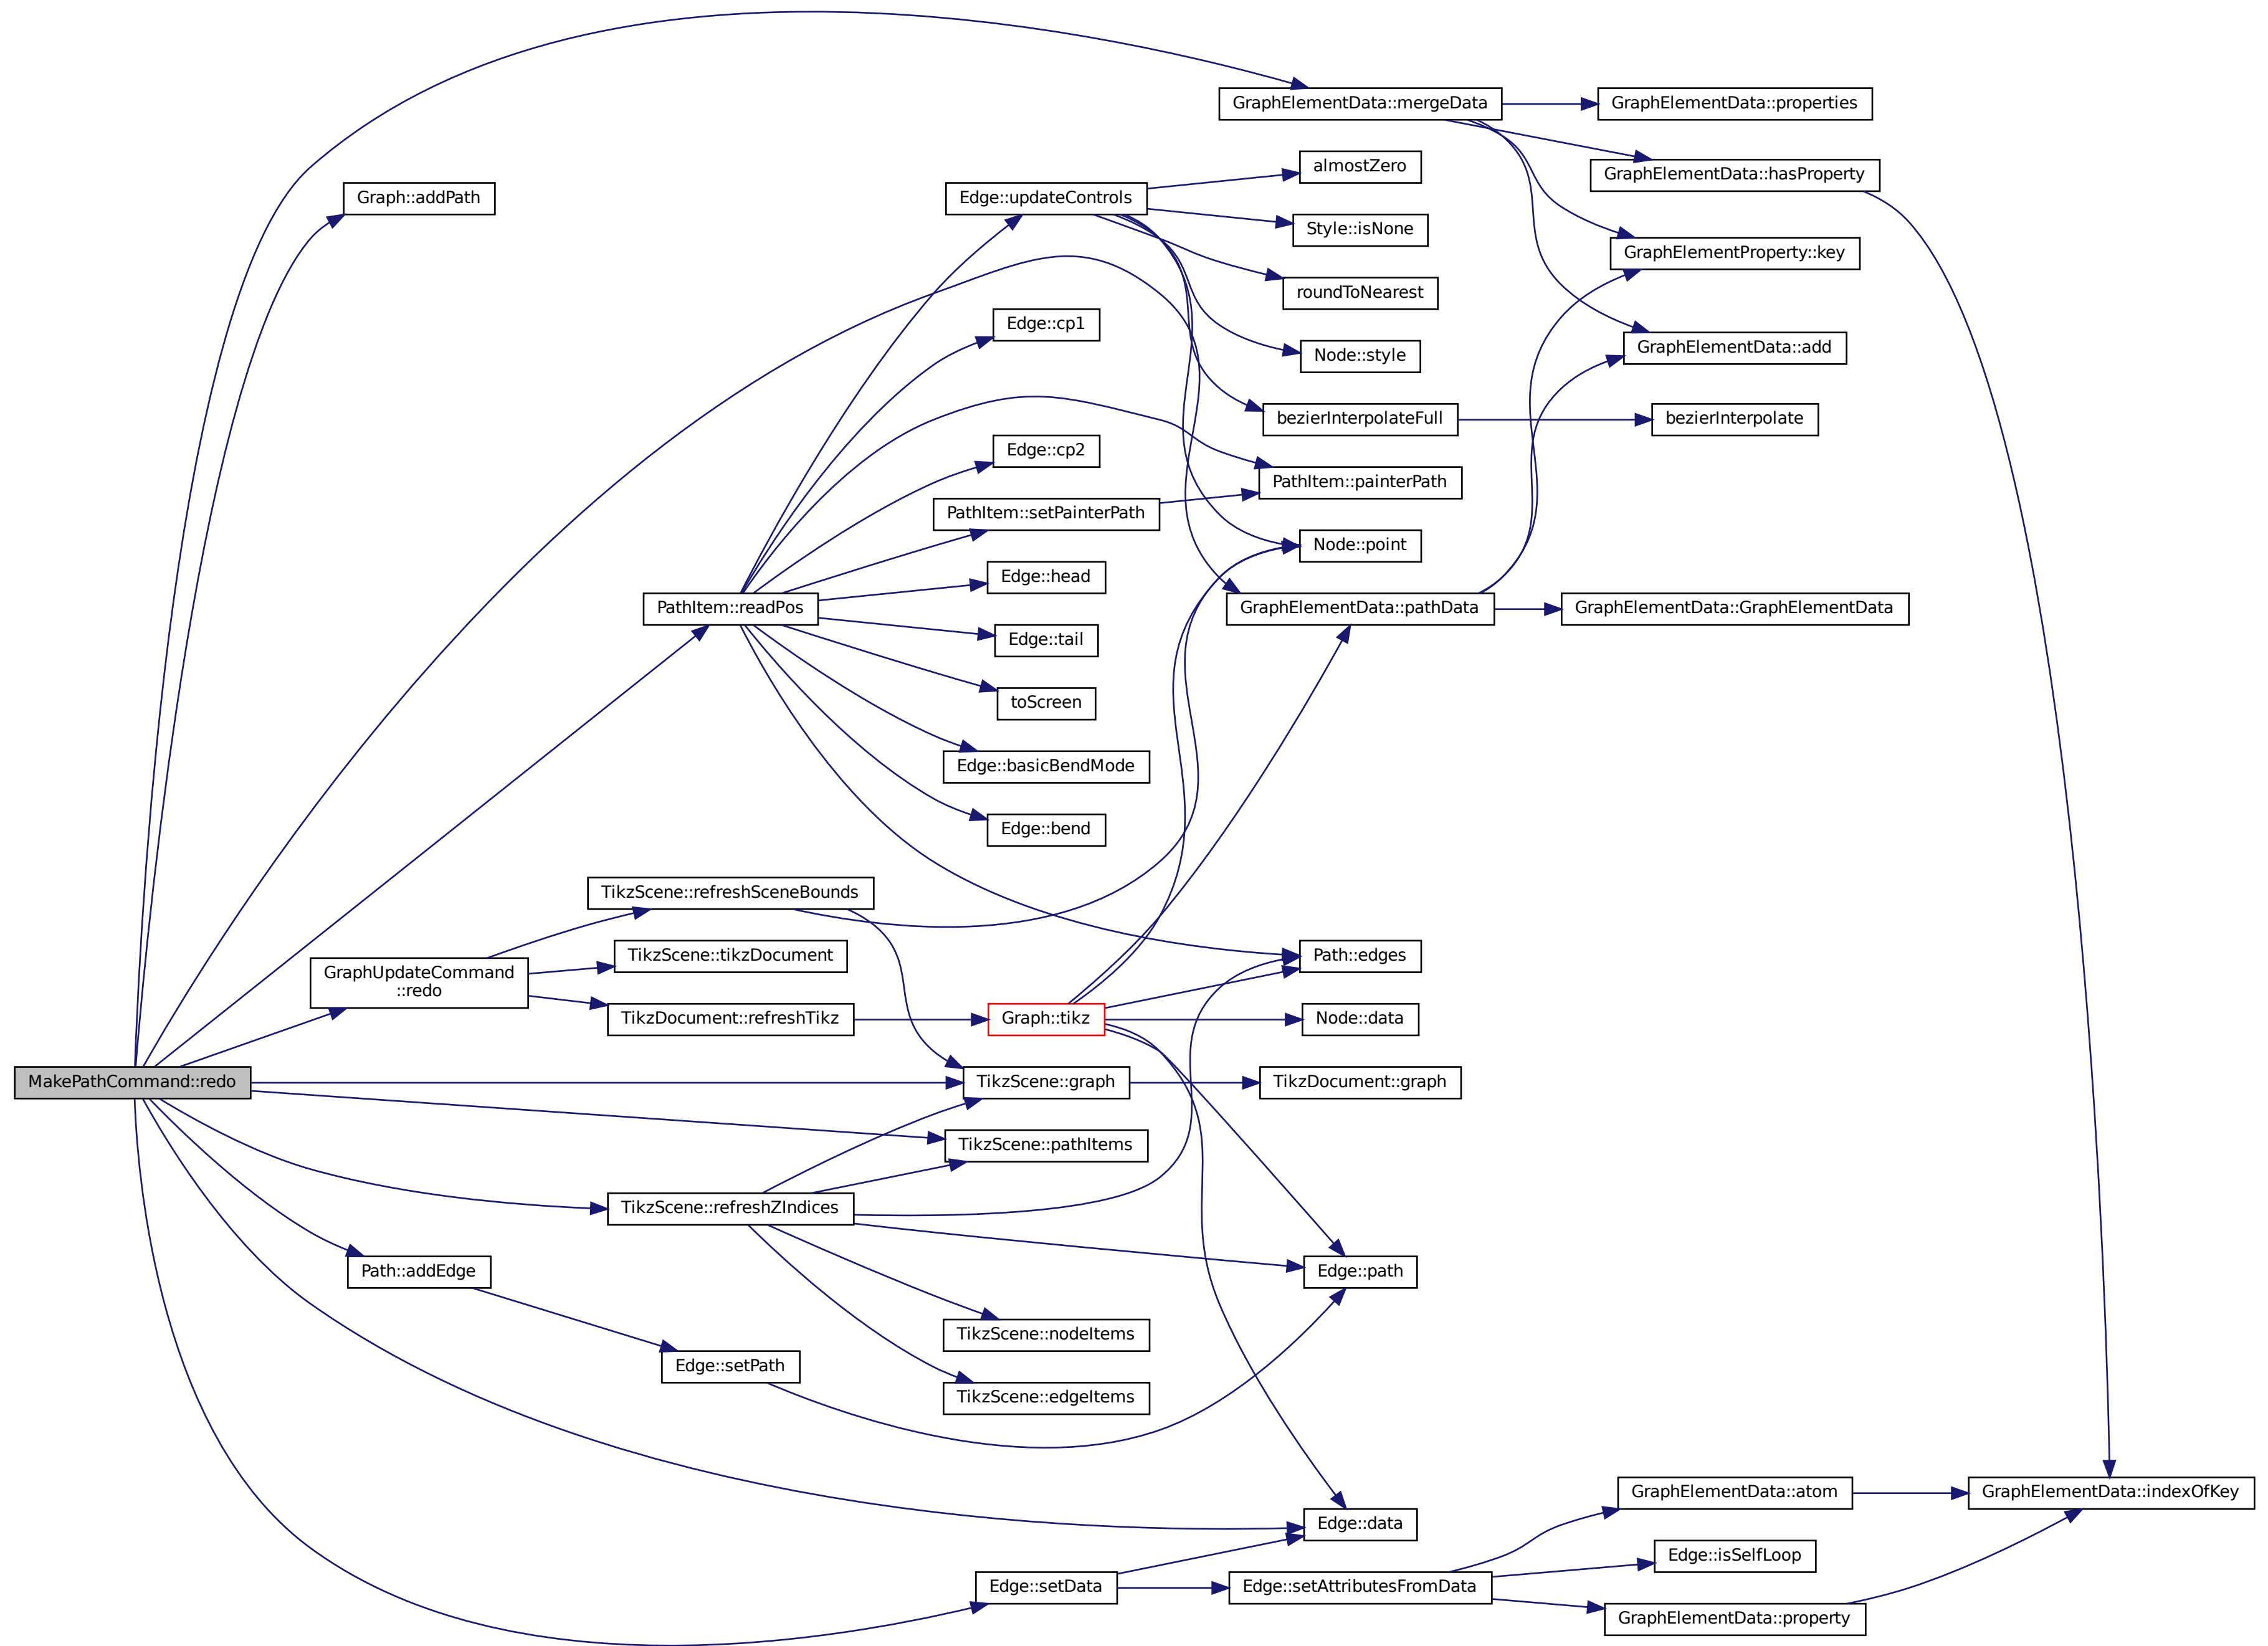 GraphElementData::mergeData
GraphElementData::properties
almostZero
GraphElementData::hasProperty
Graph::addPath
Edge::updateControls
Style::isNone
GraphElementProperty::key
roundToNearest
Edge::cp1
Node::style
GraphElementData::add
bezierInterpolateFull
bezierInterpolate
Edge::cp2
PathItem::painterPath
PathItem::setPainterPath
Node::point
Edge::head
PathItem::readPos
GraphElementData::pathData
GraphElementData::GraphElementData
Edge::tail
toScreen
Edge::basicBendMode
Edge::bend
TikzScene::refreshSceneBounds
TikzScene::tikzDocument
Path::edges
GraphUpdateCommand
::redo
TikzDocument::refreshTikz
Graph::tikz
Node::data
MakePathCommand::redo
TikzScene::graph
TikzDocument::graph
TikzScene::pathItems
TikzScene::refreshZIndices
Path::addEdge
Edge::path
TikzScene::nodeItems
Edge::setPath
TikzScene::edgeItems
GraphElementData::atom
GraphElementData::indexOfKey
Edge::data
Edge::isSelfLoop
Edge::setData
Edge::setAttributesFromData
GraphElementData::property